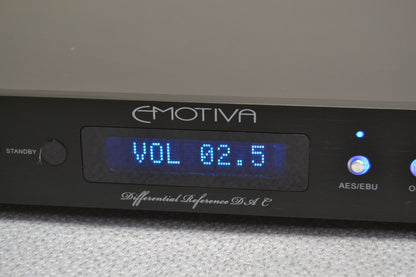 EMOTIVA
STANDBY
VOL 02.5
AES/EBU
Differential Reference DAC